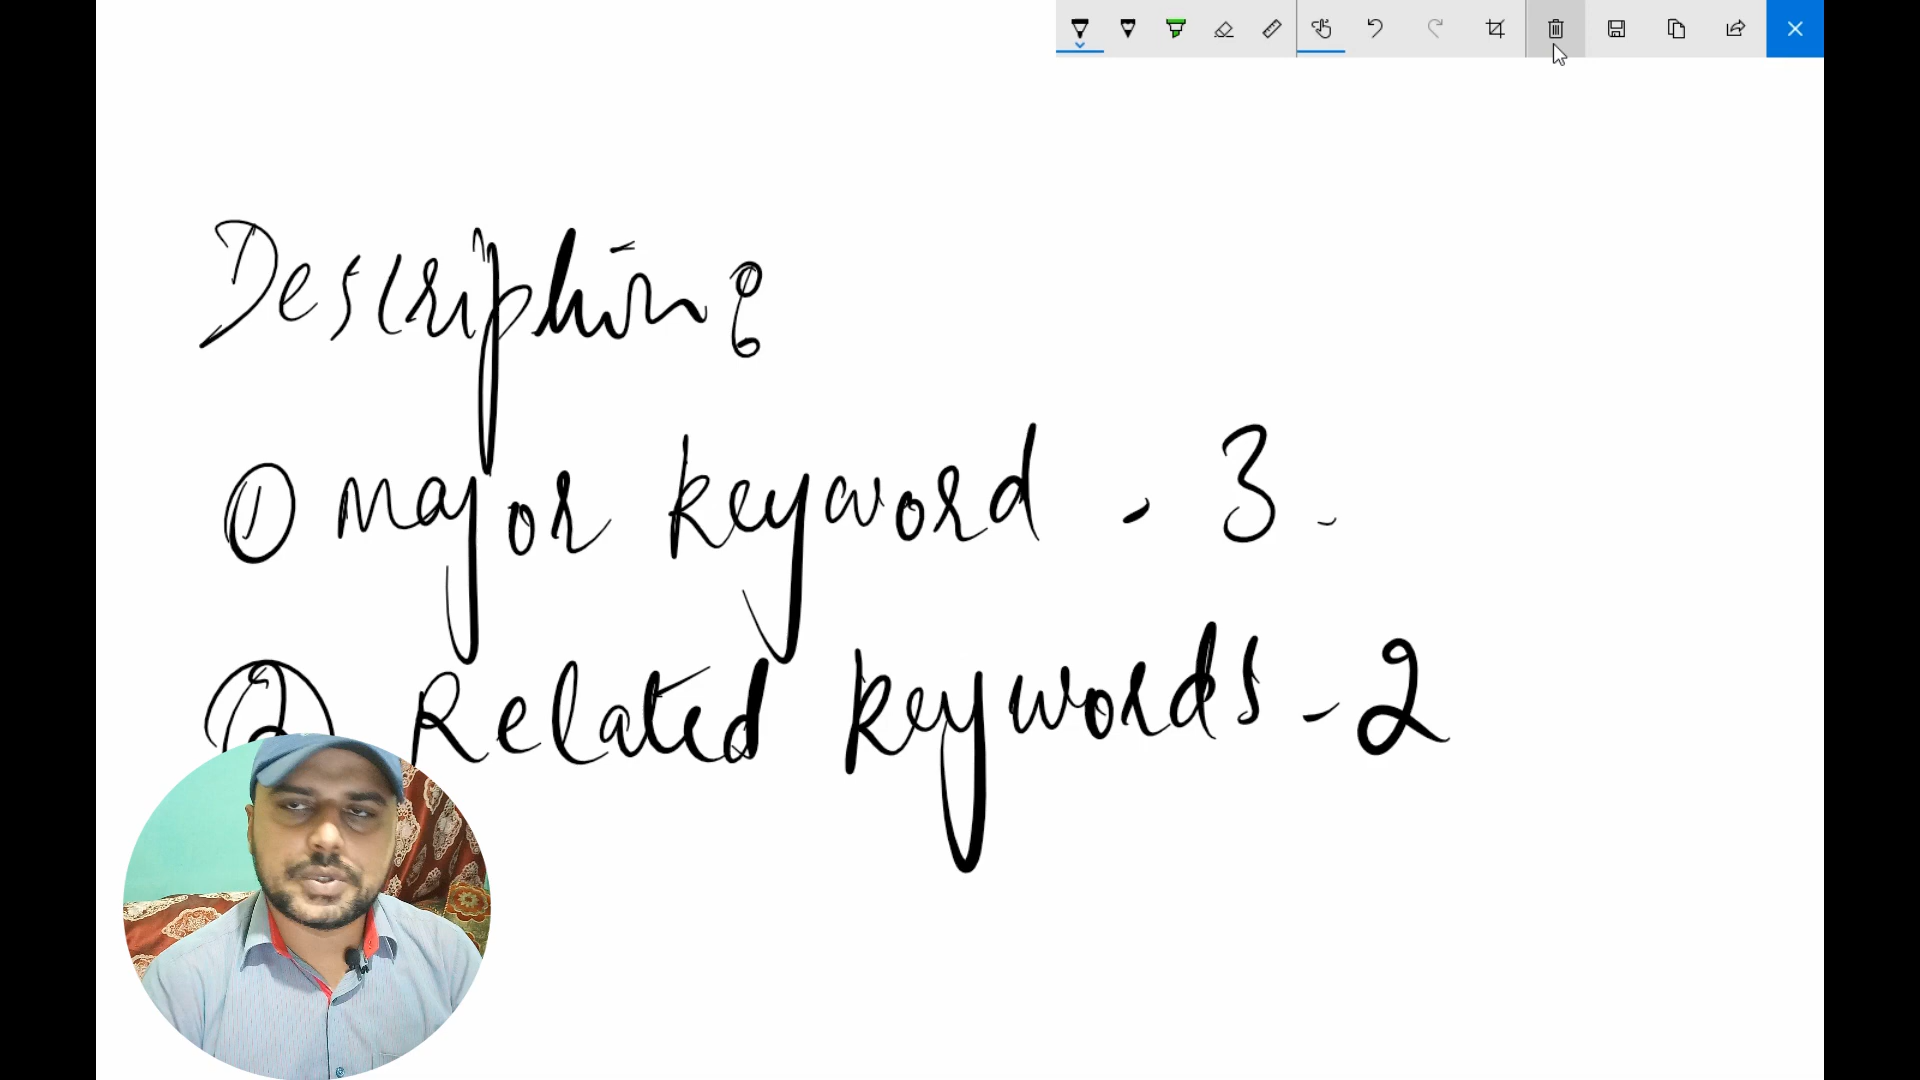 Description:
① major keyword - 3.
② Related keywords - 2